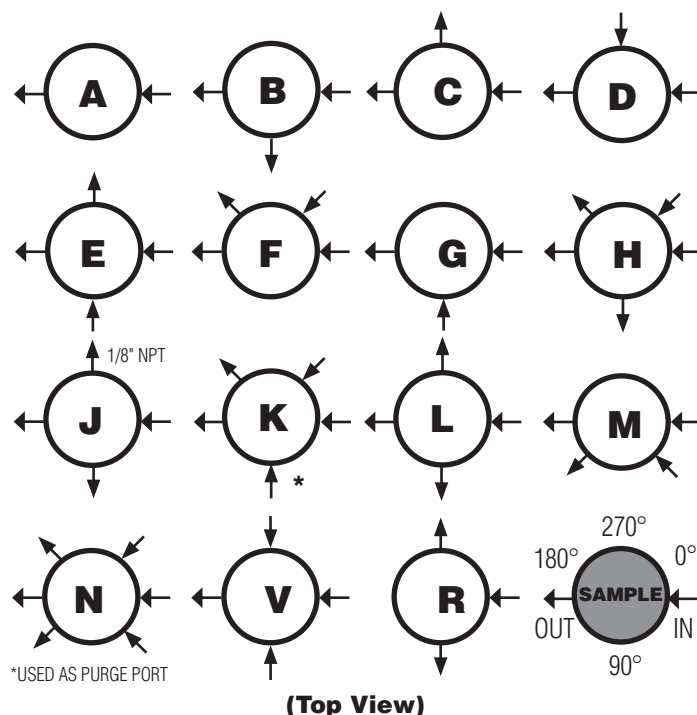 A
B
C
D
E
F
G
H
1/8" NPT
J
K
*
L
M
N
V
R
270°
180°
0°
SAMPLE
OUT
IN
90°
*USED AS PURGE PORT
(Top View)